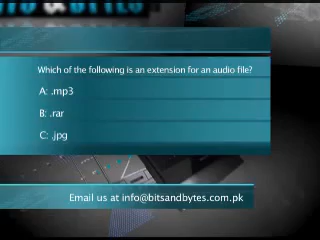 Which of the following is an extension for an audio file?
A: .mp3
B: .rar
C: .jpg
Email us at info@bitsandbytes.com.pk